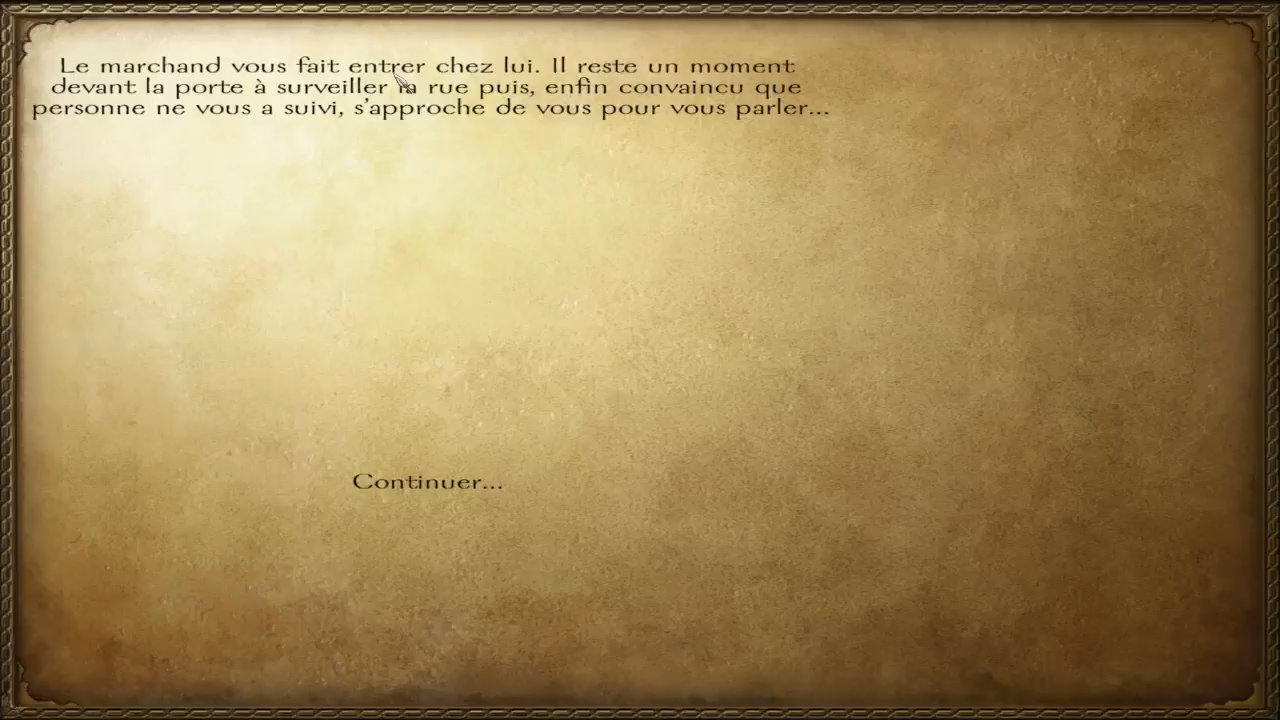 Le marchand vous fait entrer chez lui. Il reste un moment
devant la porte à surveiller la rue puis, enfin convaincu que
personne ne vous a suivi, s'approche de vous pour vous parler...
Continuer...